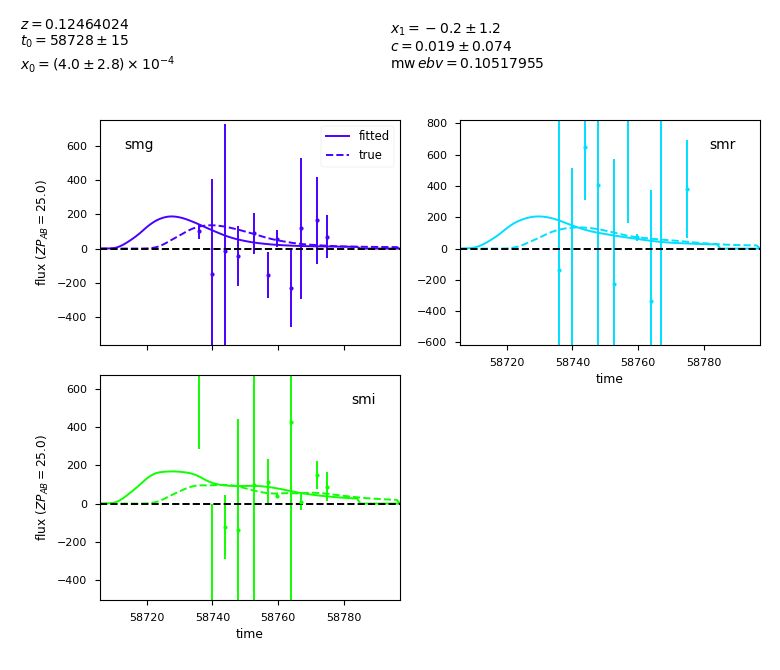 z = 0.12464024
t₀ = 58728 ± 15
x₀ = (4.0 ± 2.8) × 10⁻⁴
x₁ = −0.2 ± 1.2
c = 0.019 ± 0.074
mw ebv = 0.10517955
smg
fitted
true
600
400
200
0
−200
−400
flux (ZP_AB = 25.0)
smr
800
600
400
200
0
−200
−400
−600
58720 58740 58760 58780
time
smi
600
400
200
0
−200
−400
flux (ZP_AB = 25.0)
58720 58740 58760 58780
time